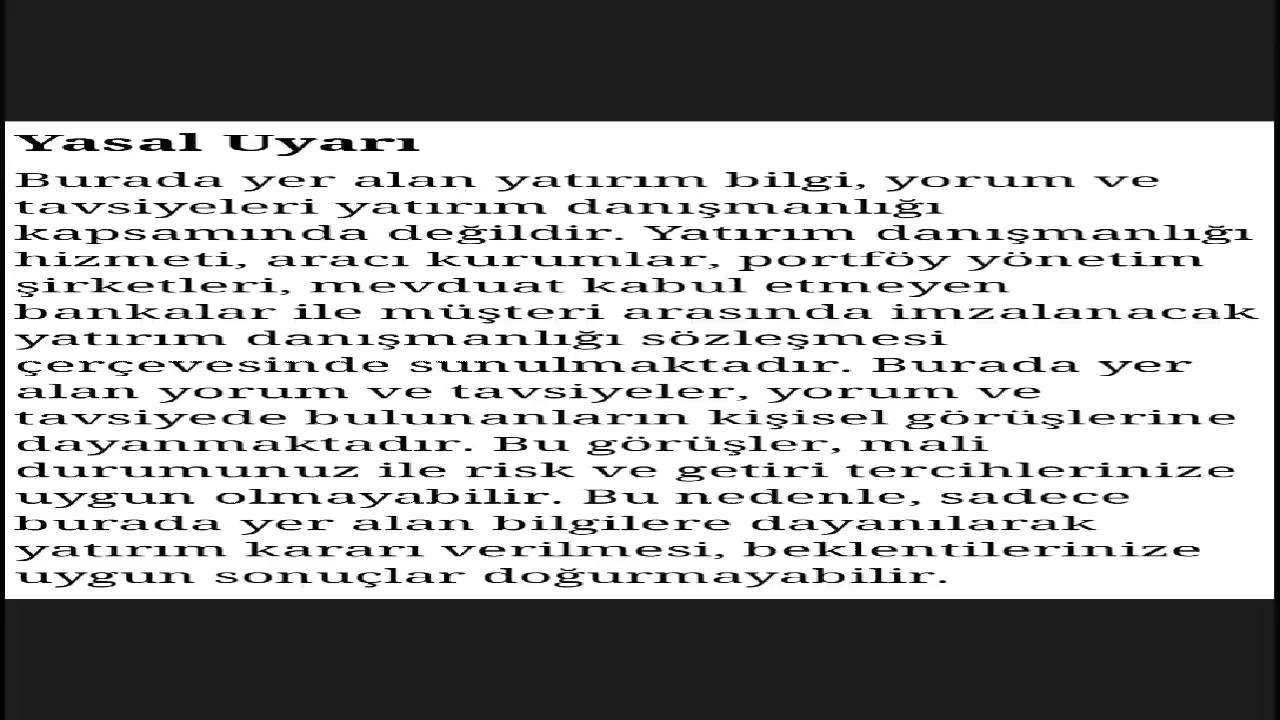 Yasal Uyarı
Burada yer alan yatırım bilgi, yorum ve
tavsiyeleri yatırım danışmanlığı
kapsamında değildir. Yatırım danışmanlığı
hizmeti, aracı kurumlar, portföy yönetim
şirketleri, mevduat kabul etmeyen
bankalar ile müşteri arasında imzalanacak
yatırım danışmanlığı sözleşmesi
çerçevesinde sunulmaktadır. Burada yer
alan yorum ve tavsiyeler, yorum ve
tavsiyede bulunanların kişisel görüşlerine
dayanmaktadır. Bu görüşler, mali
durumunuz ile risk ve getiri tercihlerinize
uygun olmayabilir. Bu nedenle, sadece
burada yer alan bilgilere dayanılarak
yatırım kararı verilmesi, beklentilerinize
uygun sonuçlar doğurmayabilir.